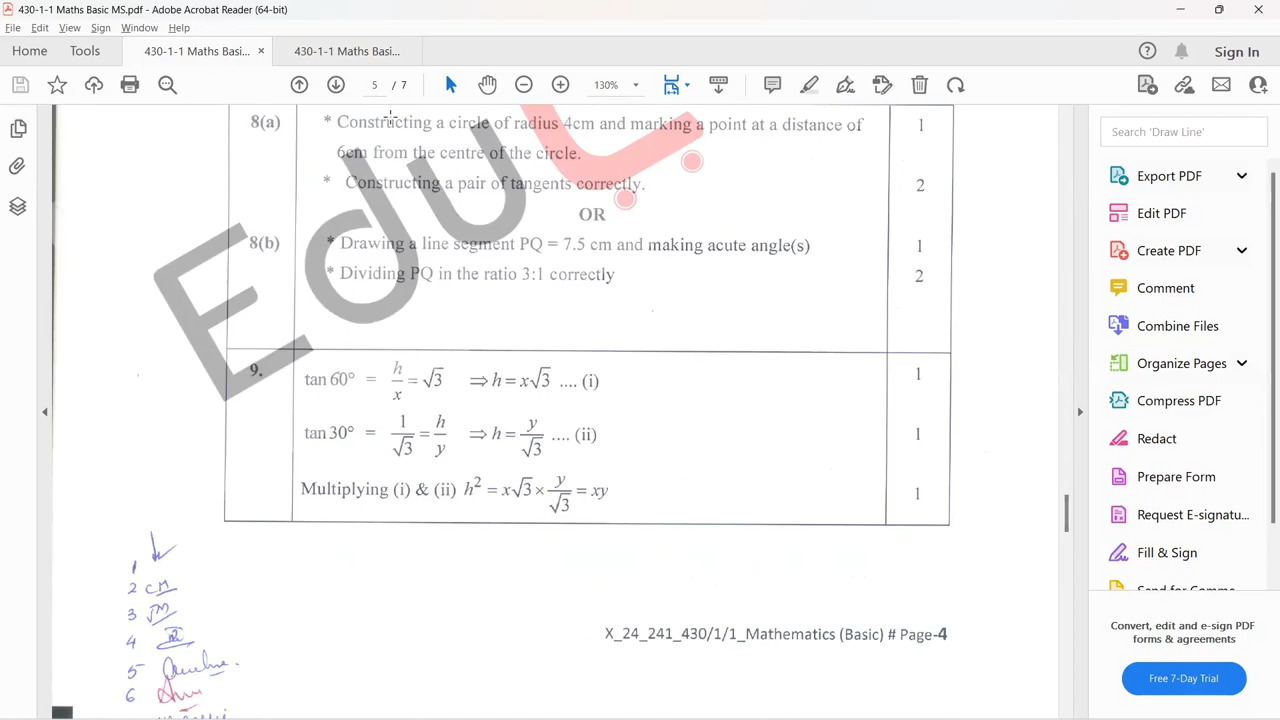 430-1-1 Maths Basic MS.pdf - Adobe Acrobat Reader (64-bit)
File Edit View Sign Window Help
Home Tools 430-1-1 Maths Basi... × 430-1-1 Maths Basi... Sign In
5 / 7 130%
Search 'Draw Line'
Export PDF
Edit PDF
Create PDF
Comment
Combine Files
Organize Pages
Compress PDF
Redact
Prepare Form
Request E-signatu...
Fill & Sign
Send for Comme...
Convert, edit and e-sign PDF
forms & agreements
Free 7-Day Trial
8(a) * Constructing a circle of radius 4cm and marking a point at a distance of 1
6cm from the centre of the circle.
* Constructing a pair of tangents correctly. 2
OR
8(b) * Drawing a line segment PQ = 7.5 cm and making acute angle(s) 1
* Dividing PQ in the ratio 3:1 correctly 2
9. tan 60° = h/x = √3 ⇒ h = x√3 .... (i) 1
tan 30° = 1/√3 = h/y ⇒ h = y/√3 .... (ii) 1
Multiplying (i) & (ii) h² = x√3 × y/√3 = xy 1
1
2
3
4
5
6
X_24_241_430/1/1_Mathematics (Basic) # Page-4